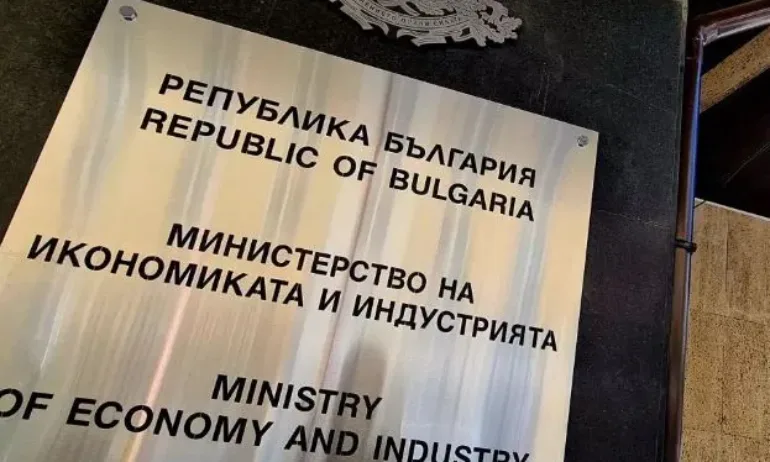 РЕПУБЛИКА БЪЛГАРИЯ
REPUBLIC OF BULGARIA
МИНИСТЕРСТВО НА
ИКОНОМИКАТА И ИНДУСТРИЯТА
MINISTRY
OF ECONOMY AND INDUSTRY